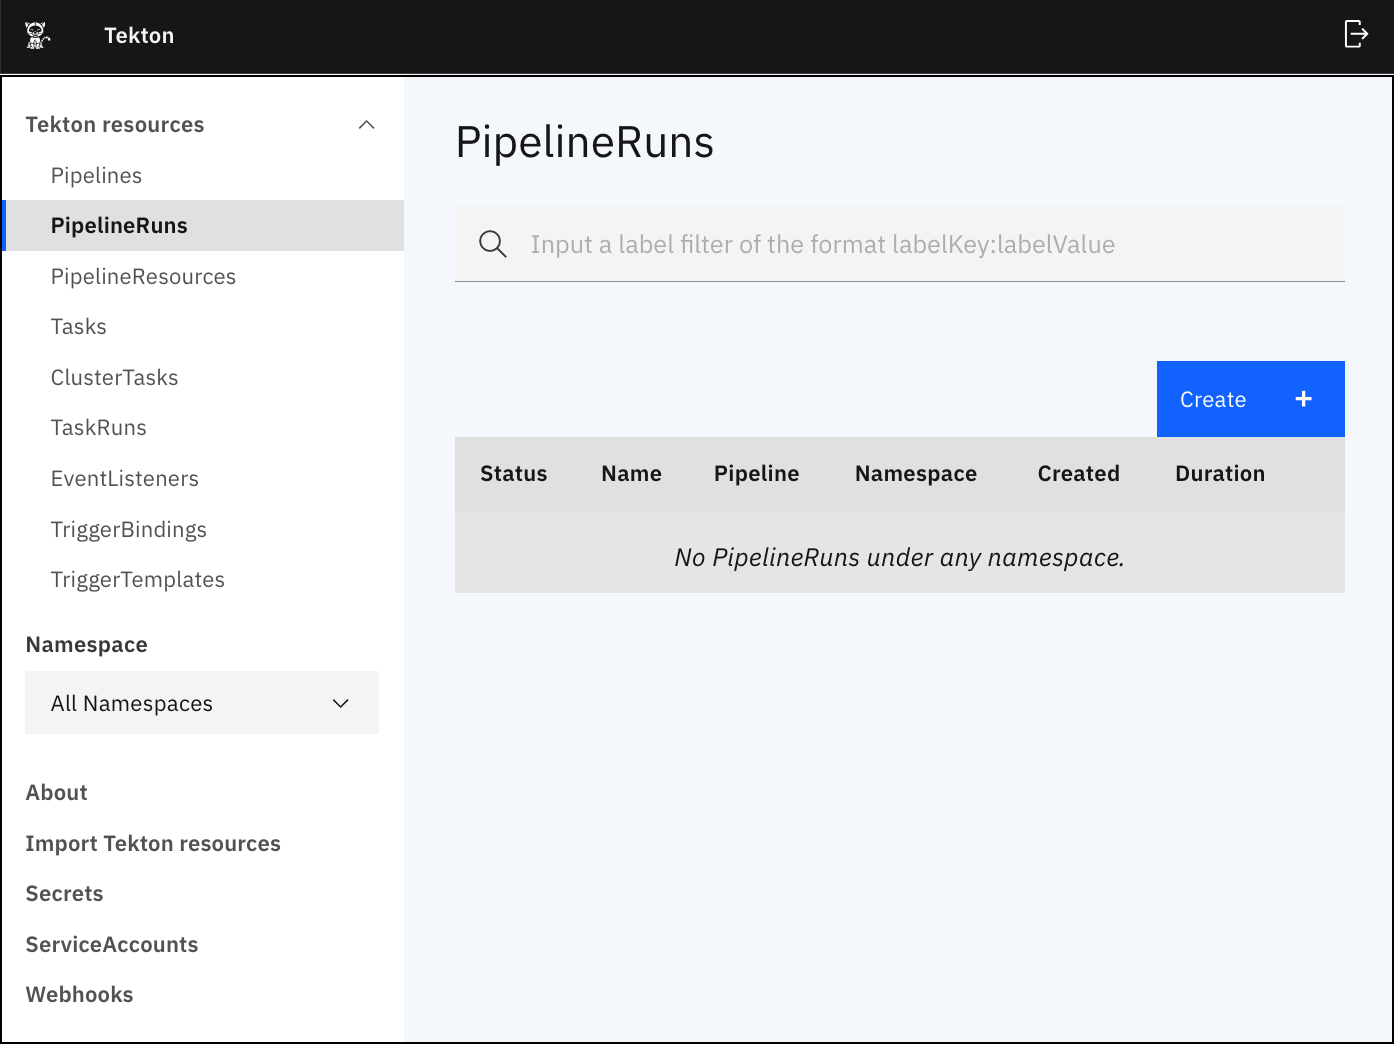 Tekton
Tekton resources
Pipelines
PipelineRuns
PipelineResources
Tasks
ClusterTasks
TaskRuns
EventListeners
TriggerBindings
TriggerTemplates
Namespace
All Namespaces
About
Import Tekton resources
Secrets
ServiceAccounts
Webhooks
PipelineRuns
Input a label filter of the format labelKey:labelValue
Create +
Status Name Pipeline Namespace Created Duration
No PipelineRuns under any namespace.